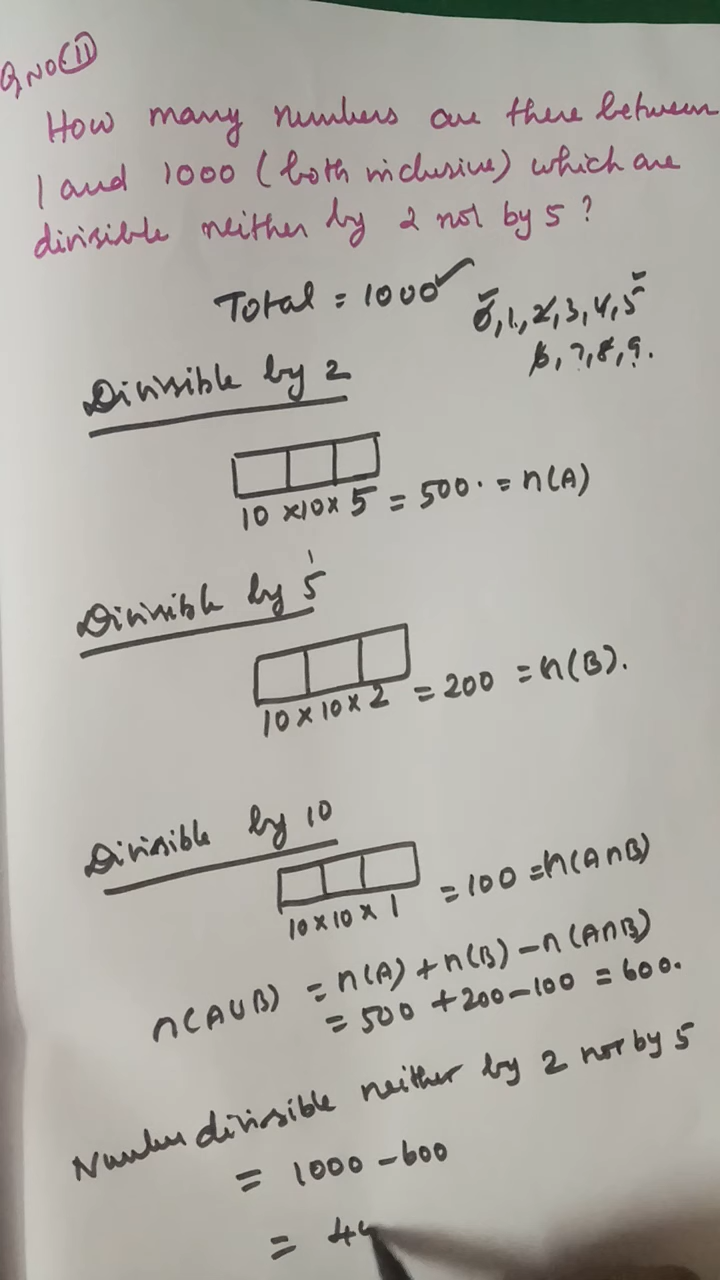 Q NO (11)
How many numbers are there between
1 and 1000 (both inclusive) which are
divisible neither by 2 not by 5 ?
Total = 1000 ✓
0, 1, 2, 3, 4, 5
6, 7, 8, 9.
Divisible by 2
10 x10x 5 = 500. = n(A)
Divisible by 5
10 x 10 x 2 = 200 = n(B).
Divisible by 10
10 x 10 x 1 = 100 = n(A∩B)
n(A∪B) = n(A) + n(B) - n(A∩B)
= 500 + 200 - 100 = 600.
Number divisible neither by 2 nor by 5
= 1000 - 600
= 4